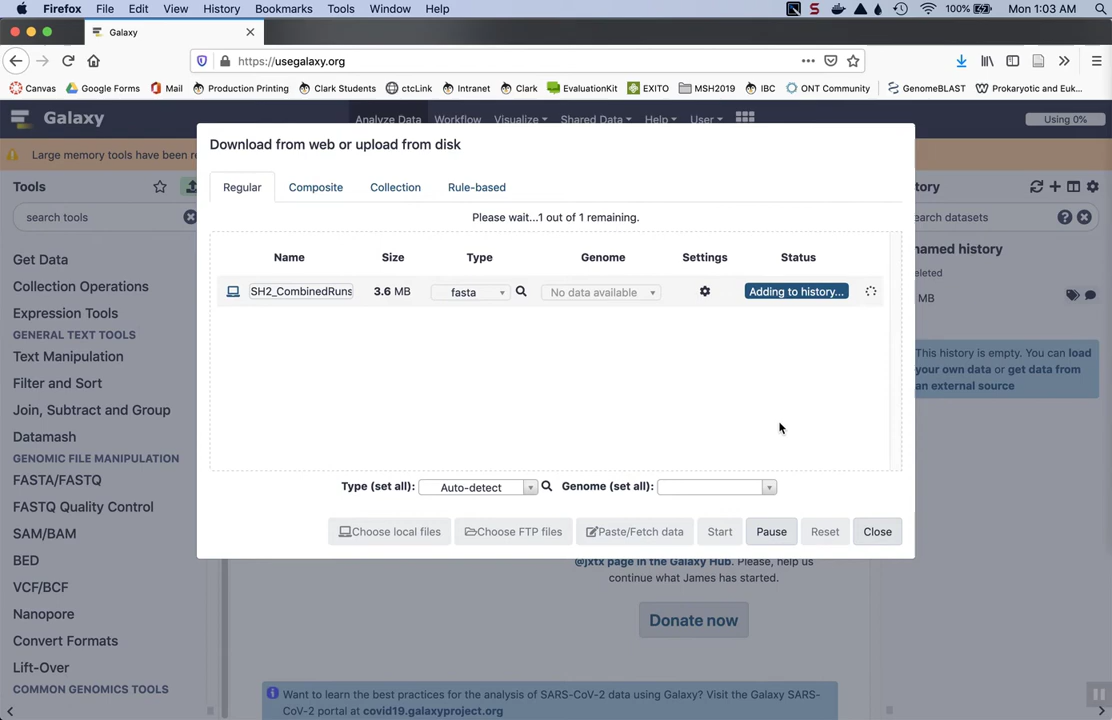 Firefox File Edit View History Bookmarks Tools Window Help 100% Mon 1:03 AM
Galaxy
https://usegalaxy.org
Canvas Google Forms Mail Production Printing Clark Students ctcLink Intranet Clark EvaluationKit EXITO MSH2019 IBC ONT Community GenomeBLAST Prokaryotic and Euk...
Galaxy Analyze Data Workflow Visualize Shared Data Help User Using 0%
Large memory tools have been re
Download from web or upload from disk
Tools
Regular Composite Collection Rule-based
tory
search tools
Please wait...1 out of 1 remaining.
earch datasets
Name Size Type Genome Settings Status
named history
Get Data
eleted
Collection Operations
SH2_CombinedRuns 3.6 MB fasta No data available Adding to history...
MB
Expression Tools
GENERAL TEXT TOOLS
Text Manipulation
This history is empty. You can load
your own data or get data from
an external source
Filter and Sort
Join, Subtract and Group
Datamash
GENOMIC FILE MANIPULATION
FASTA/FASTQ
Type (set all): Auto-detect Genome (set all):
FASTQ Quality Control
SAM/BAM
Choose local files Choose FTP files Paste/Fetch data Start Pause Reset Close
BED
@jxtx page in the Galaxy Hub. Please, help us
continue what James has started.
VCF/BCF
Nanopore
Donate now
Convert Formats
Lift-Over
COMMON GENOMICS TOOLS
Want to learn the best practices for the analysis of SARS-CoV-2 data using Galaxy? Visit the Galaxy SARS-
CoV-2 portal at covid19.galaxyproject.org